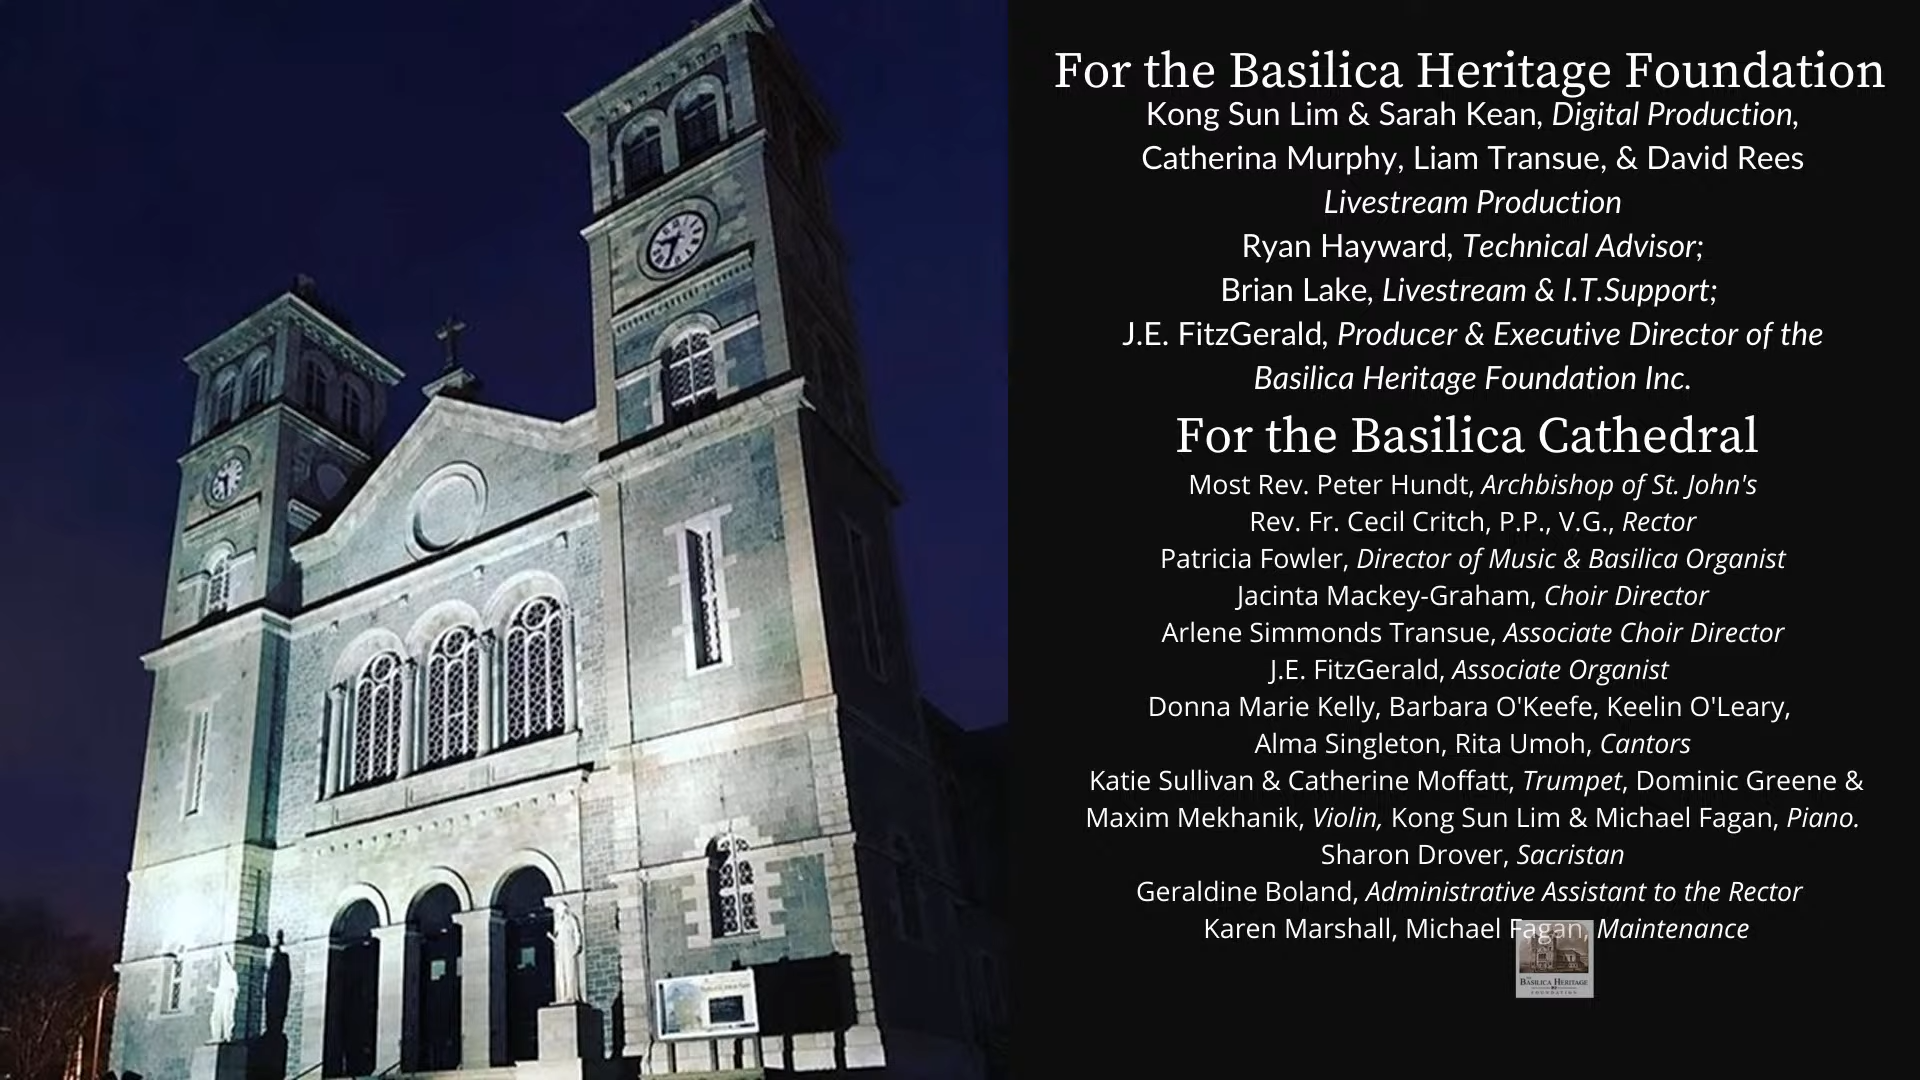 For the Basilica Heritage Foundation
Kong Sun Lim & Sarah Kean, Digital Production,
Catherina Murphy, Liam Transue, & David Rees
Livestream Production
Ryan Hayward, Technical Advisor;
Brian Lake, Livestream & I.T.Support;
J.E. FitzGerald, Producer & Executive Director of the
Basilica Heritage Foundation Inc.
For the Basilica Cathedral
Most Rev. Peter Hundt, Archbishop of St. John's
Rev. Fr. Cecil Critch, P.P., V.G., Rector
Patricia Fowler, Director of Music & Basilica Organist
Jacinta Mackey-Graham, Choir Director
Arlene Simmonds Transue, Associate Choir Director
J.E. FitzGerald, Associate Organist
Donna Marie Kelly, Barbara O'Keefe, Keelin O'Leary,
Alma Singleton, Rita Umoh, Cantors
Katie Sullivan & Catherine Moffatt, Trumpet, Dominic Greene &
Maxim Mekhanik, Violin, Kong Sun Lim & Michael Fagan, Piano.
Sharon Drover, Sacristan
Geraldine Boland, Administrative Assistant to the Rector
Karen Marshall, Michael Fagan, Maintenance
BASILICA HERITAGE
FOUNDATION